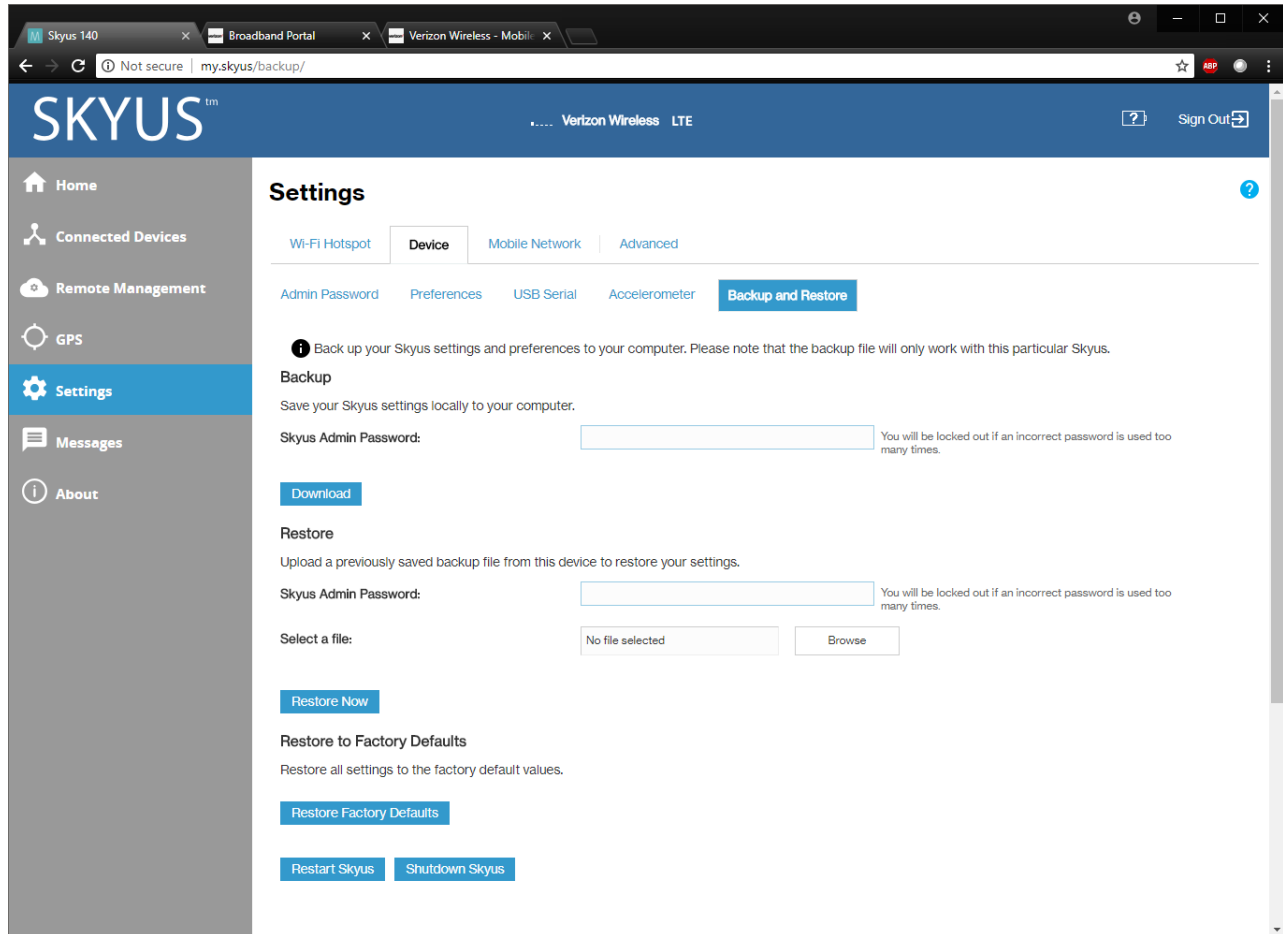 Skyus 140
Broadband Portal
Verizon Wireless - Mobile
Not secure | my.skyus/backup/
ABP
SKYUS tm
Verizon Wireless LTE
Sign Out
Home
Connected Devices
Remote Management
GPS
Settings
Messages
About
Settings
Wi-Fi Hotspot
Device
Mobile Network
Advanced
Admin Password
Preferences
USB Serial
Accelerometer
Backup and Restore
Back up your Skyus settings and preferences to your computer. Please note that the backup file will only work with this particular Skyus.
Backup
Save your Skyus settings locally to your computer.
Skyus Admin Password:
You will be locked out if an incorrect password is used too
many times.
Download
Restore
Upload a previously saved backup file from this device to restore your settings.
Skyus Admin Password:
You will be locked out if an incorrect password is used too
many times.
Select a file:
No file selected
Browse
Restore Now
Restore to Factory Defaults
Restore all settings to the factory default values.
Restore Factory Defaults
Restart Skyus
Shutdown Skyus